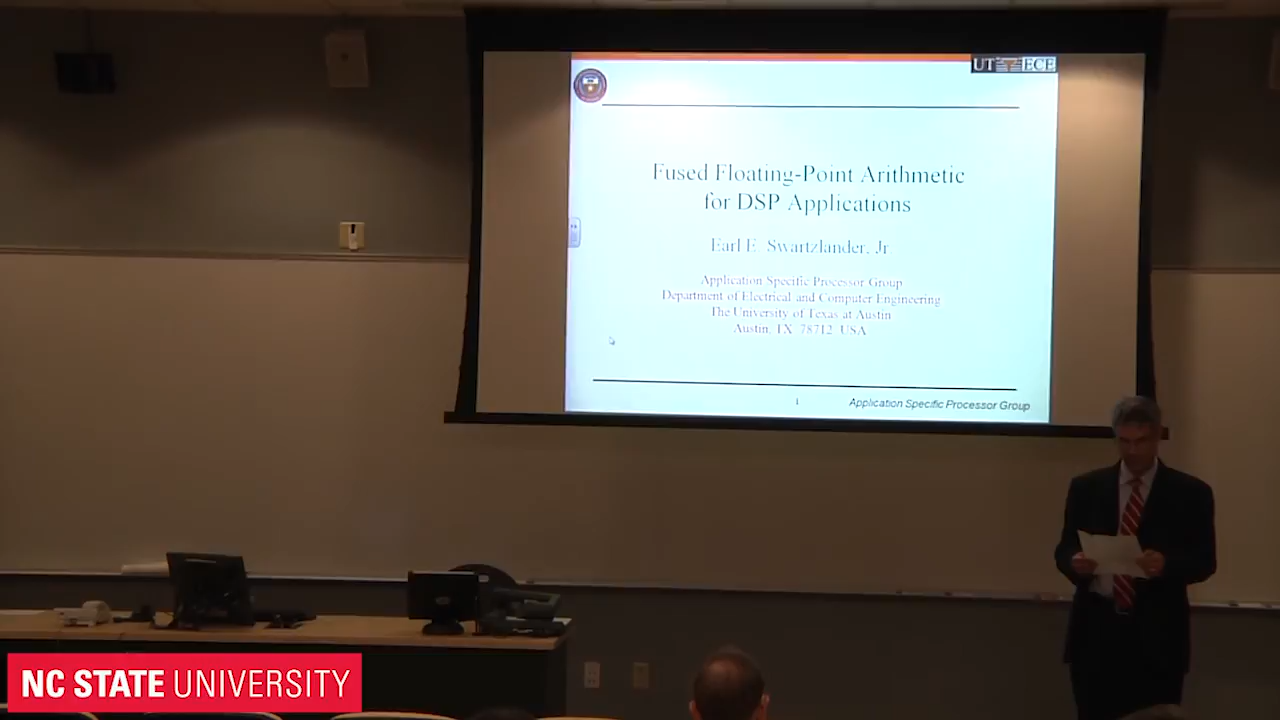 UT ECE
Fused Floating-Point Arithmetic
for DSP Applications
Earl E. Swartzlander, Jr
Application Specific Processor Group
Department of Electrical and Computer Engineering
The University of Texas at Austin
Austin, TX 78712 USA
1
Application Specific Processor Group
NC STATE UNIVERSITY